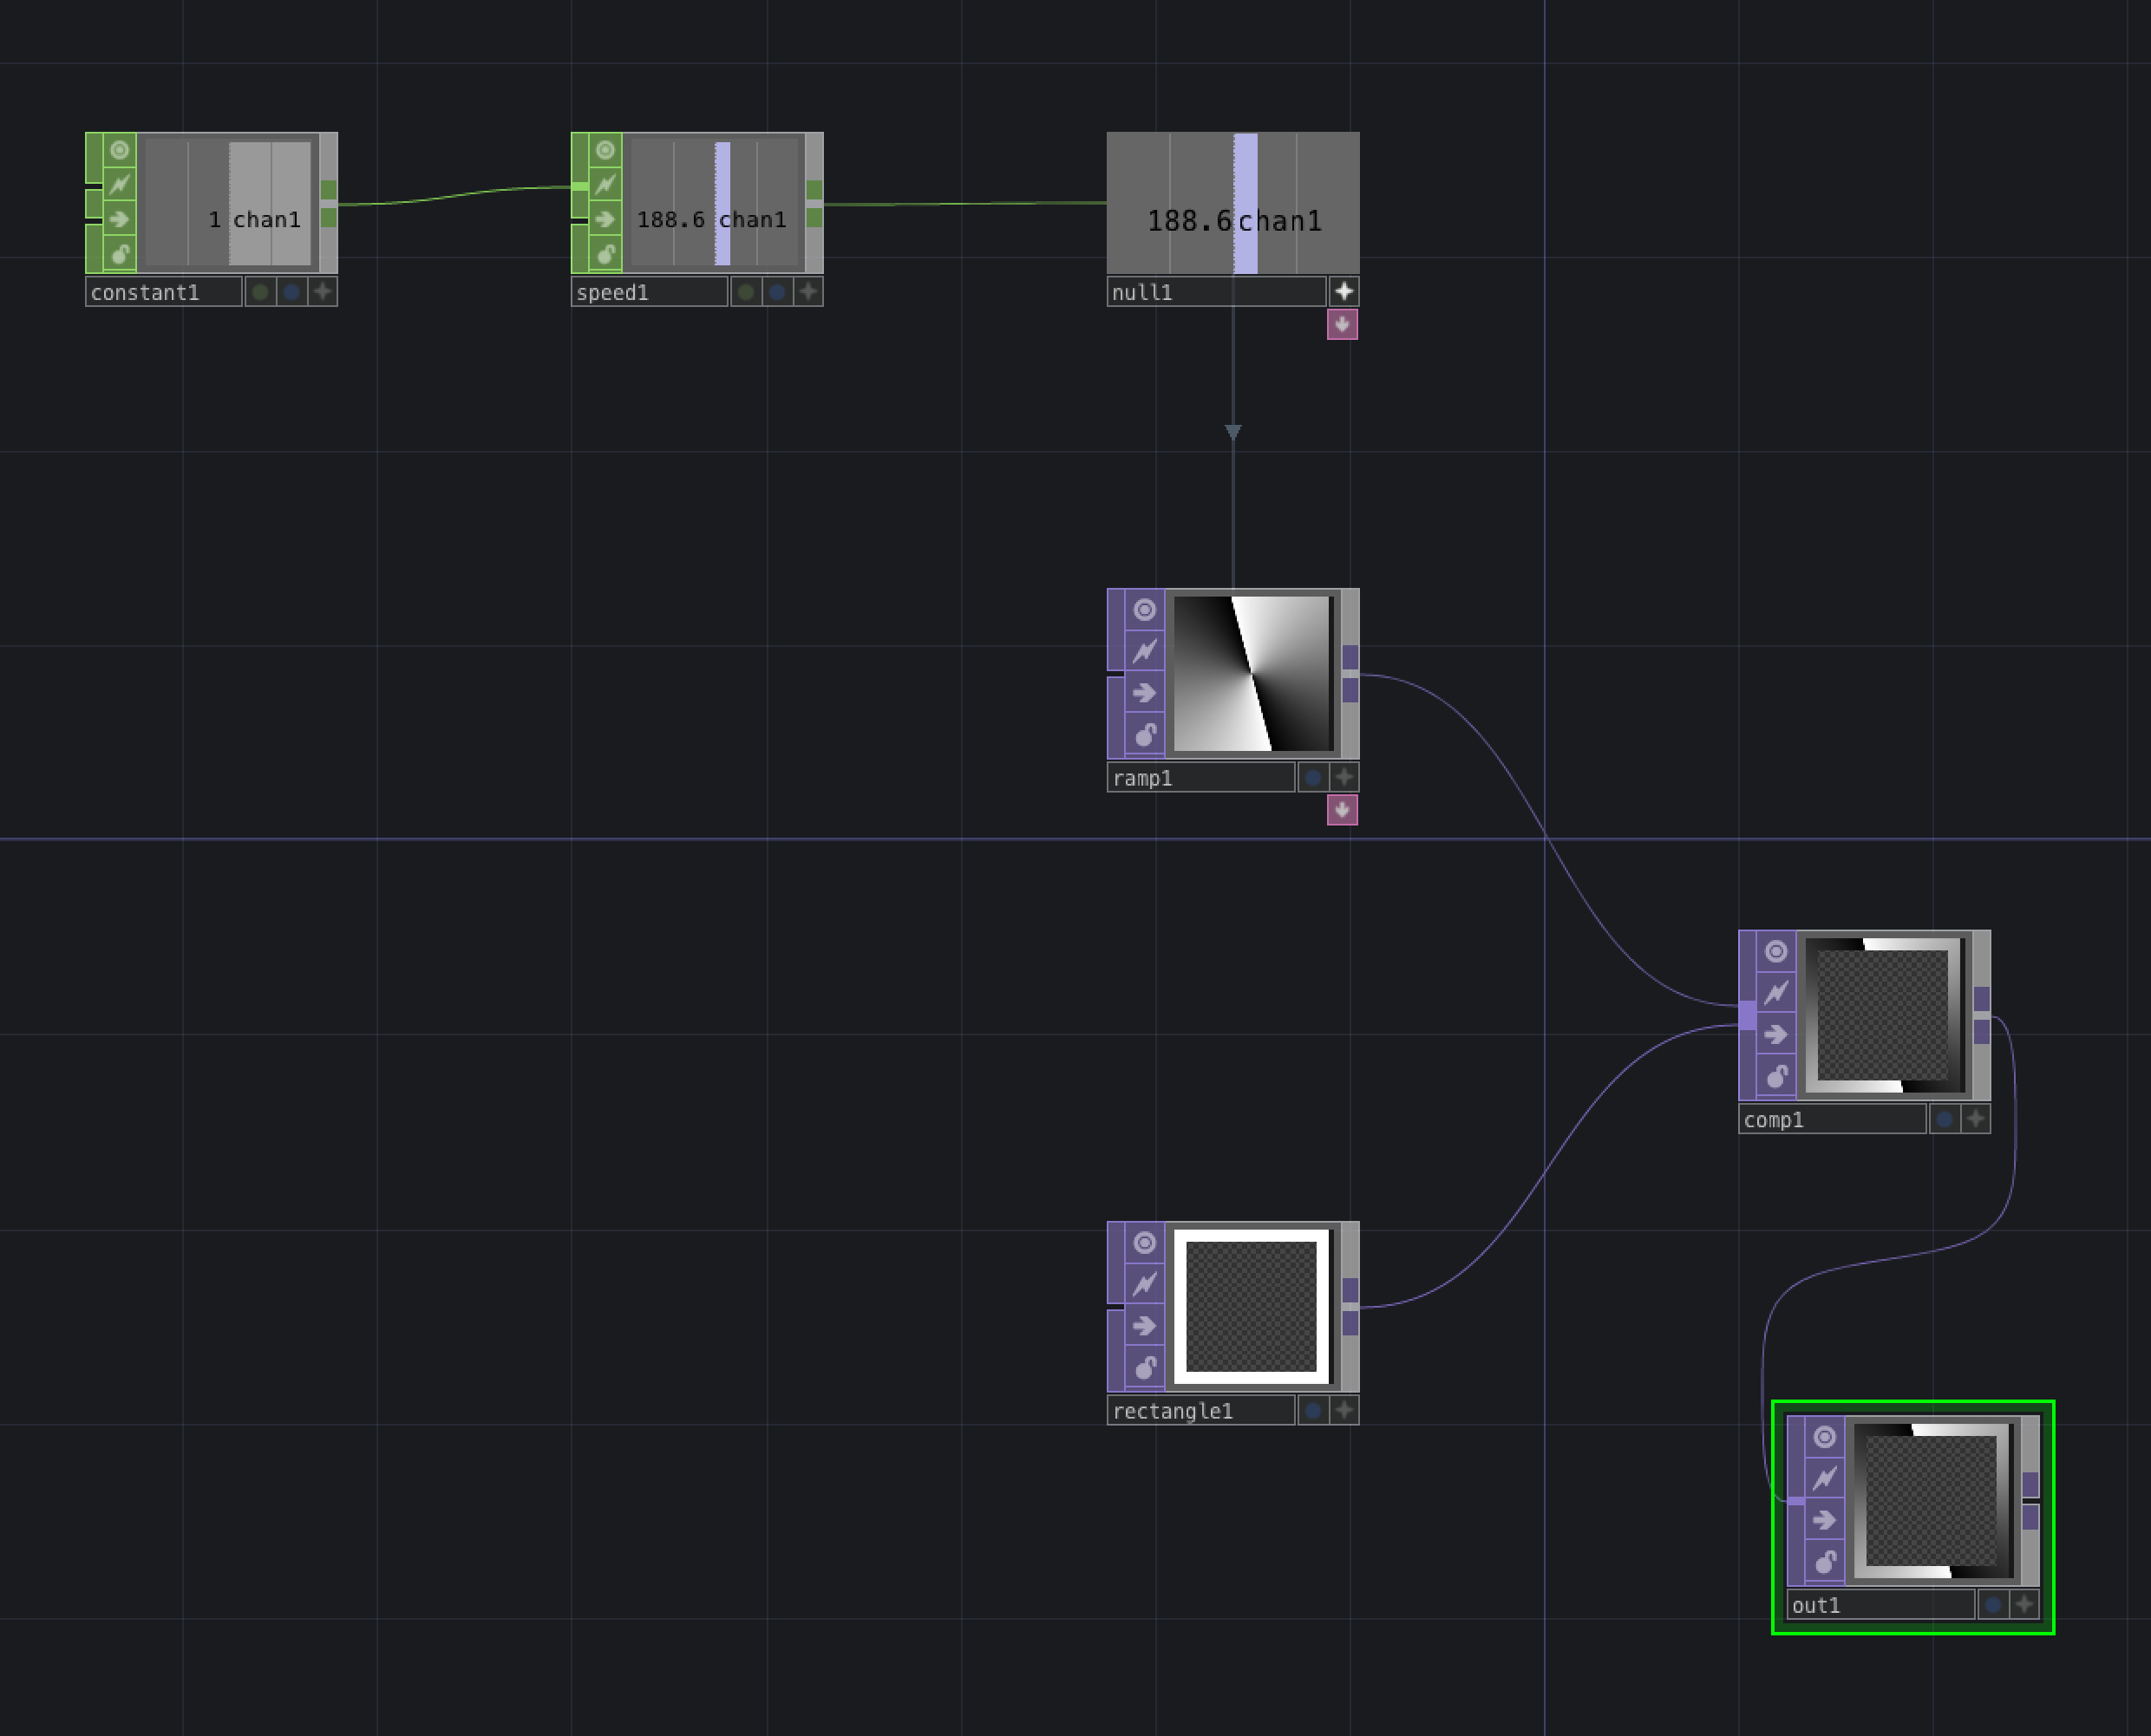 1 chan1
constant1
188.6 chan1
speed1
188.6 chan1
null1
ramp1
comp1
rectangle1
out1